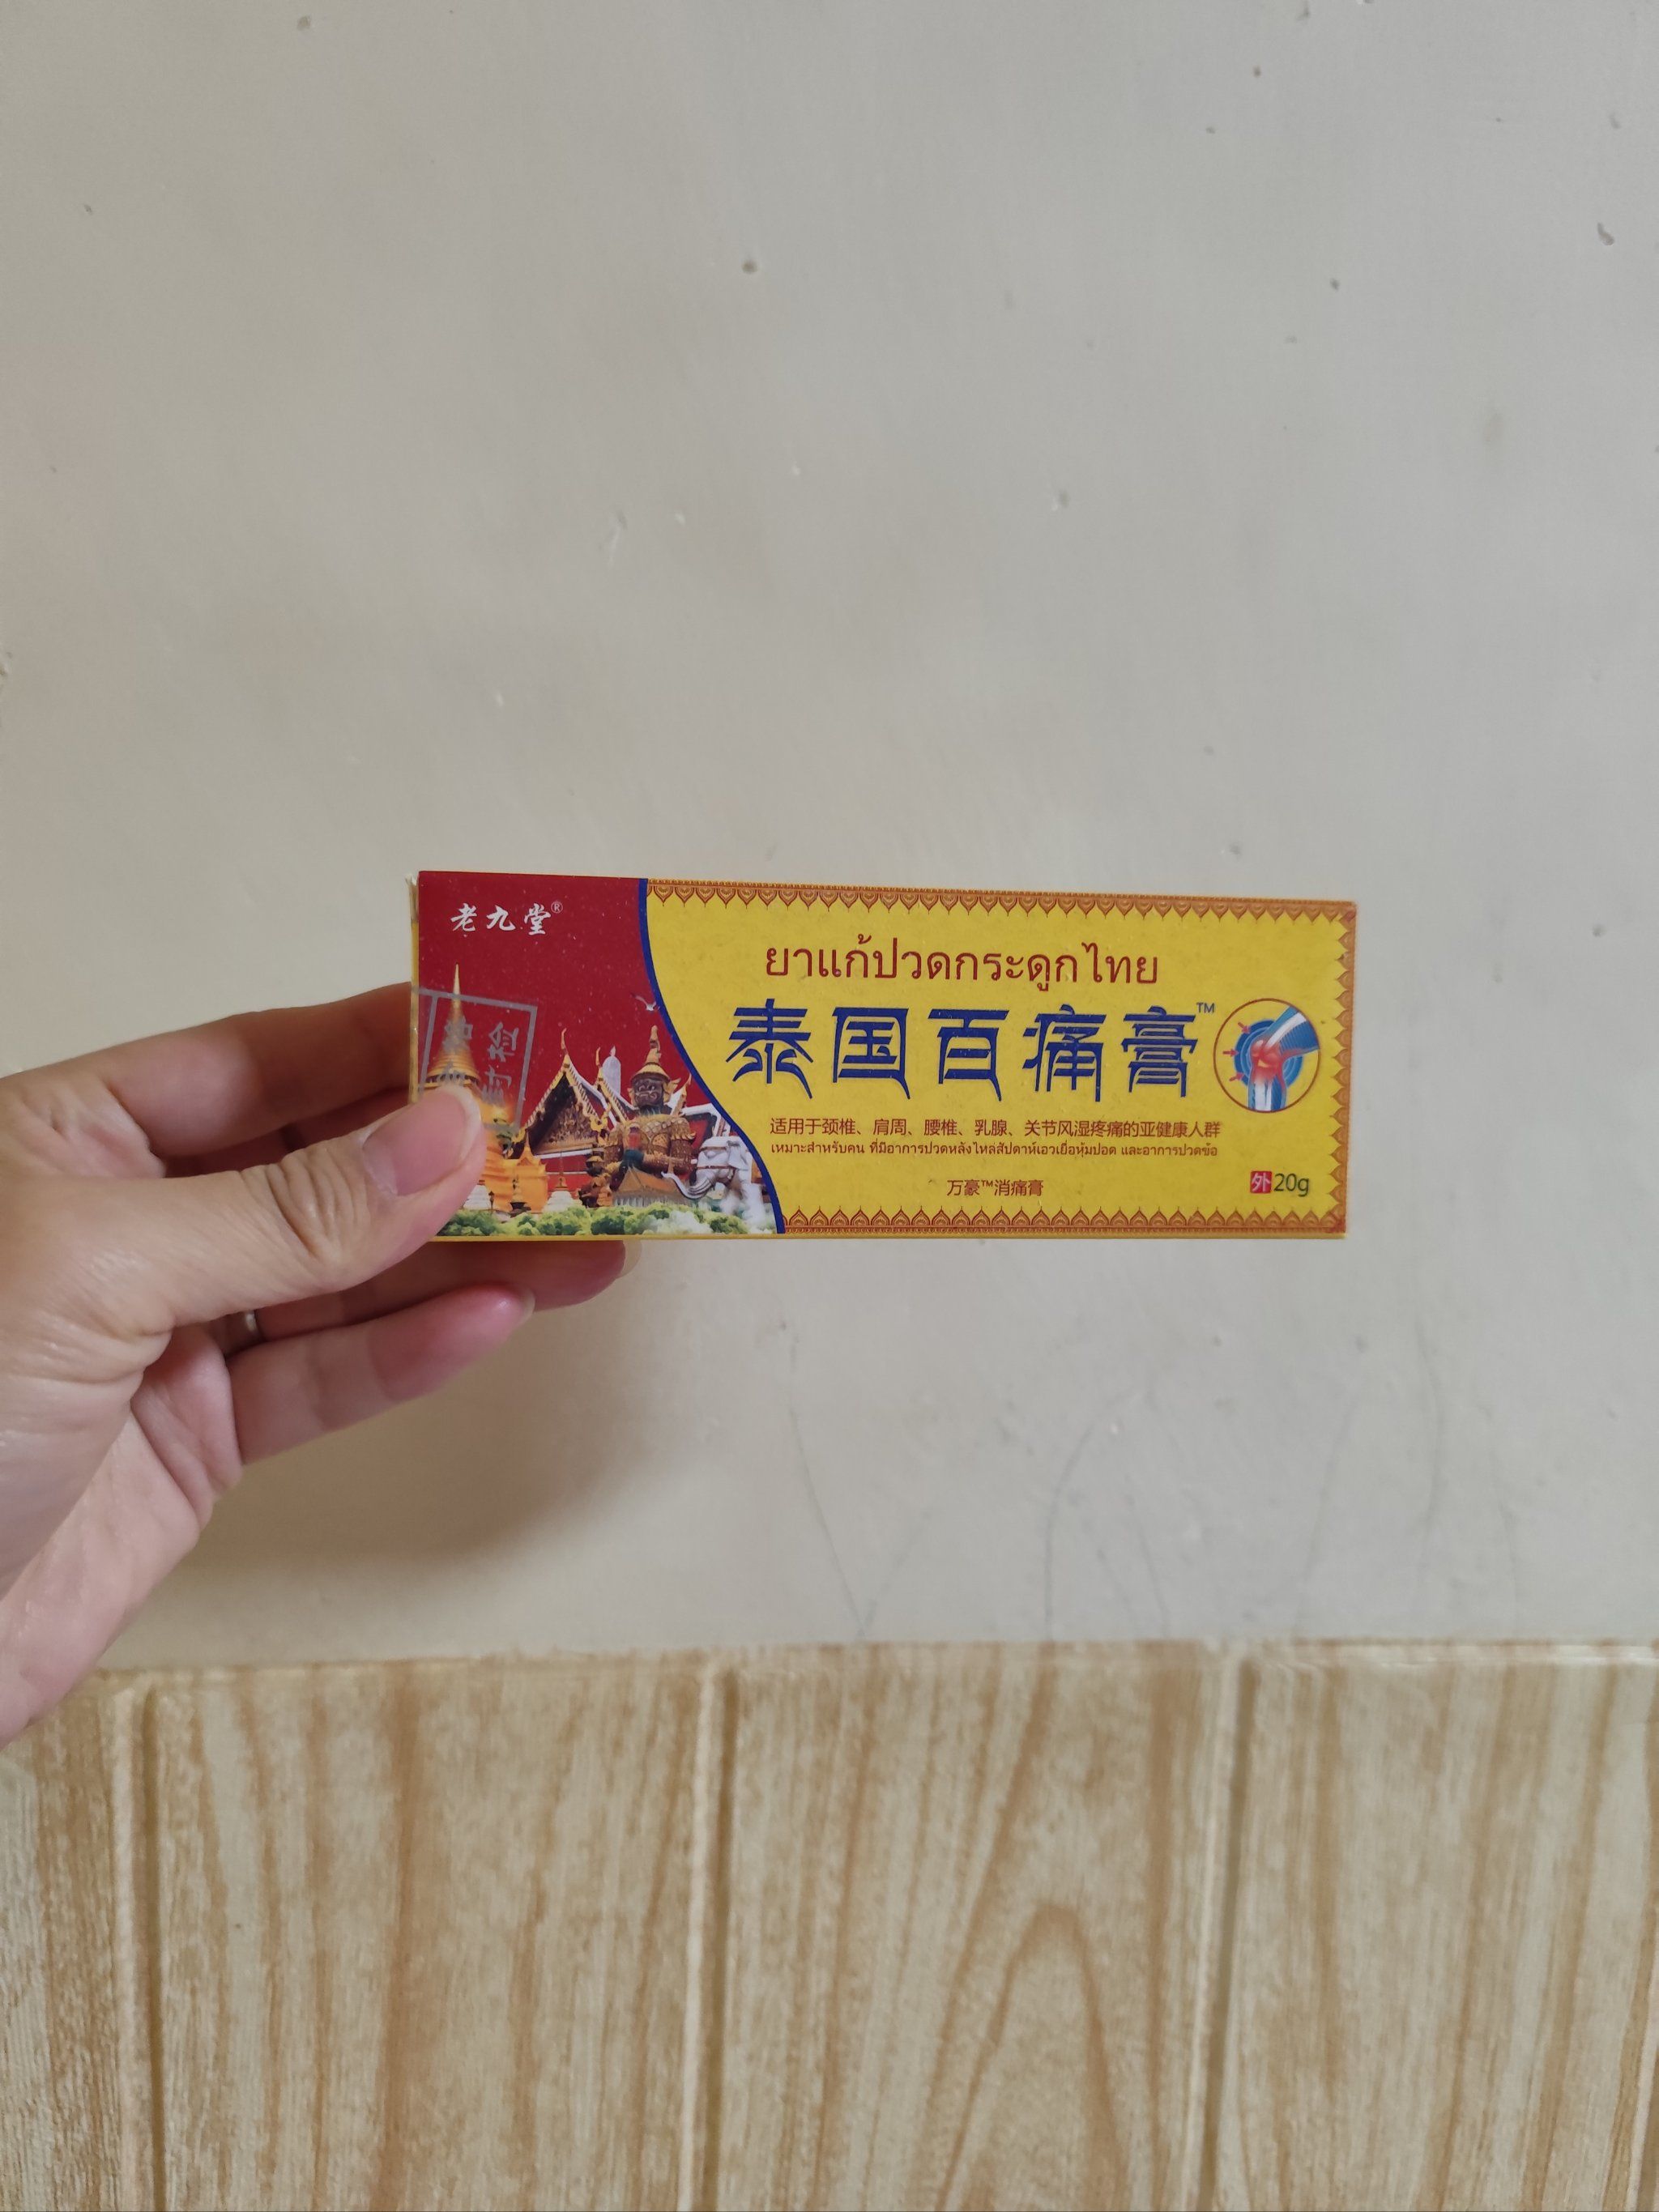 老九堂®
ยาแก้ปวดกระดูกไทย
泰国百痛膏™
适用于颈椎、肩周、腰椎、乳腺、关节风湿疼痛的亚健康人群
เหมาะสำหรับคน ที่มีอาการปวดหลังไหล่สัปดาห์เอวเยื่อหุ้มปอด และอาการปวดข้อ
万豪™消痛膏
外 20g